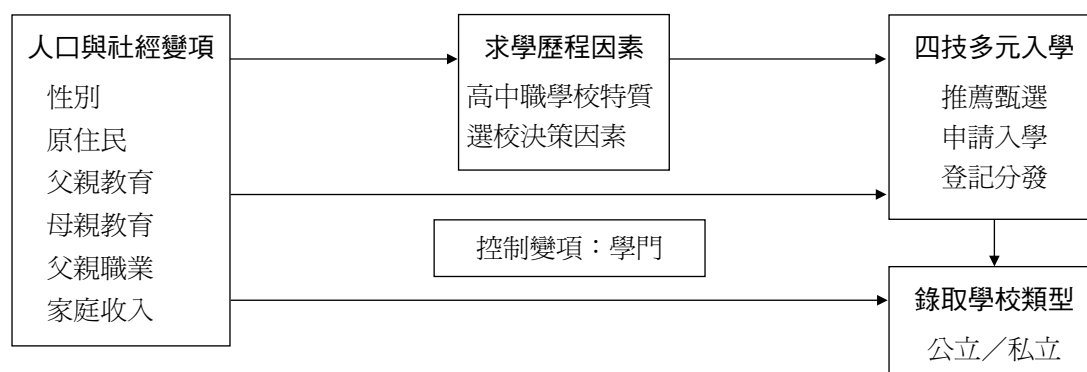 人口與社經變項
性別
原住民
父親教育
母親教育
父親職業
家庭收入
求學歷程因素
高中職學校特質
選校決策因素
控制變項：學門
四技多元入學
推薦甄選
申請入學
登記分發
錄取學校類型
公立／私立